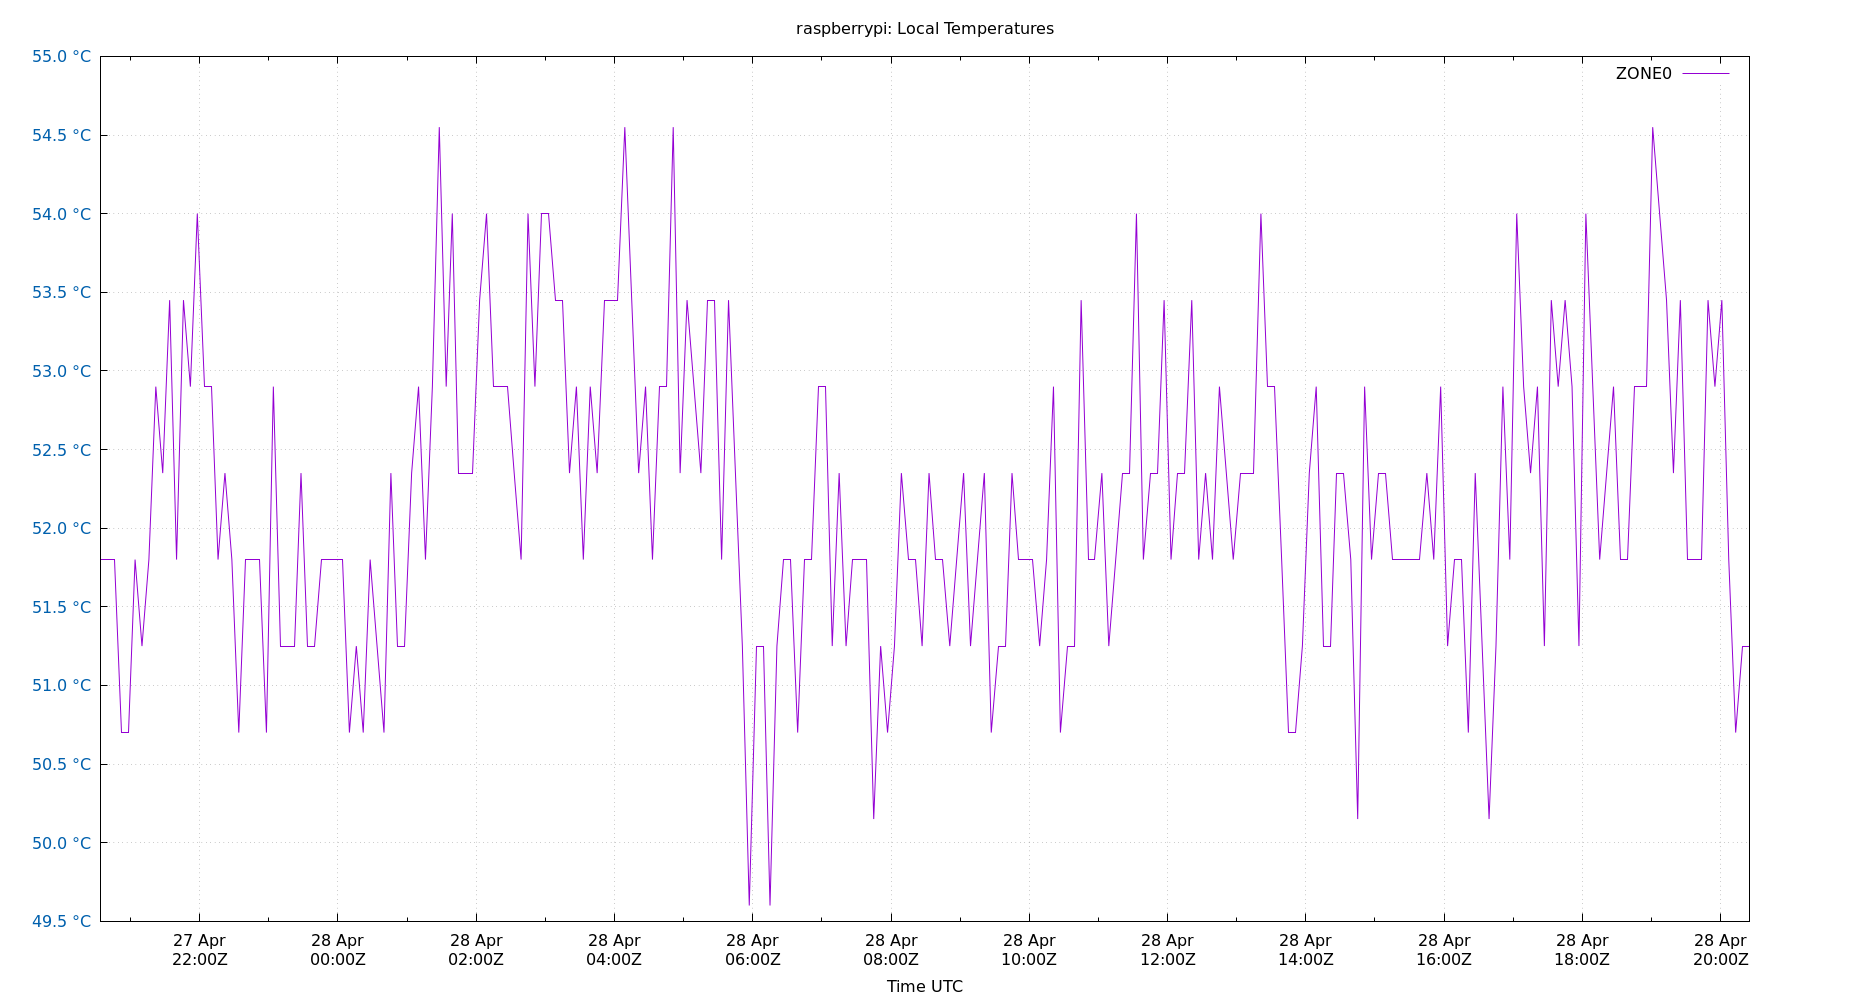 raspberrypi: Local Temperatures
ZONE0
55.0 °C
54.5 °C
54.0 °C
53.5 °C
53.0 °C
52.5 °C
52.0 °C
51.5 °C
51.0 °C
50.5 °C
50.0 °C
49.5 °C
27 Apr
22:00Z
28 Apr
00:00Z
28 Apr
02:00Z
28 Apr
04:00Z
28 Apr
06:00Z
28 Apr
08:00Z
28 Apr
10:00Z
28 Apr
12:00Z
28 Apr
14:00Z
28 Apr
16:00Z
28 Apr
18:00Z
28 Apr
20:00Z
Time UTC